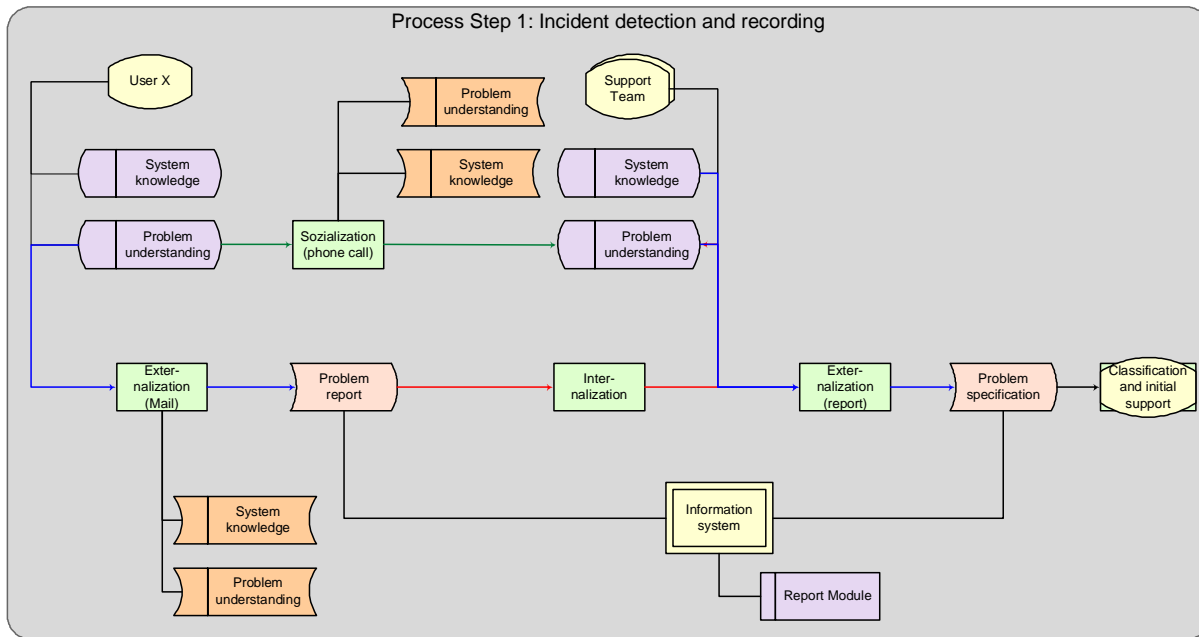 Process Step 1: Incident detection and recording
User X
Problem
understanding
Support
Team
System
knowledge
System
knowledge
System
knowledge
Problem
understanding
Sozialization
(phone call)
Problem
understanding
Exter-
nalization
(Mail)
Problem
report
Inter-
nalization
Exter-
nalization
(report)
Problem
specification
Classification
and initial
support
System
knowledge
Information
system
Problem
understanding
Report Module